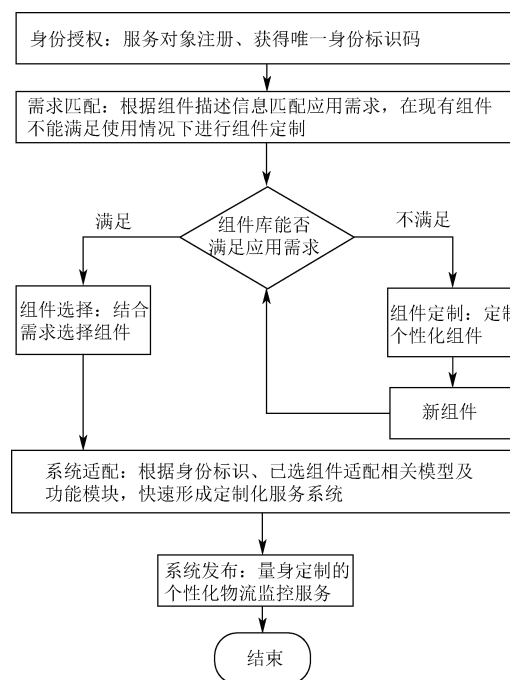 身份授权：服务对象注册、获得唯一身份标识码
需求匹配：根据组件描述信息匹配应用需求，在现有组件
不能满足使用情况下进行组件定制
满足
组件库能否
满足应用需求
不满足
组件选择：结合
需求选择组件
组件定制：定制
个性化组件
新组件
系统适配：根据身份标识、已选组件适配相关模型及
功能模块，快速形成定制化服务系统
系统发布：量身定制的
个性化物流监控服务
结束